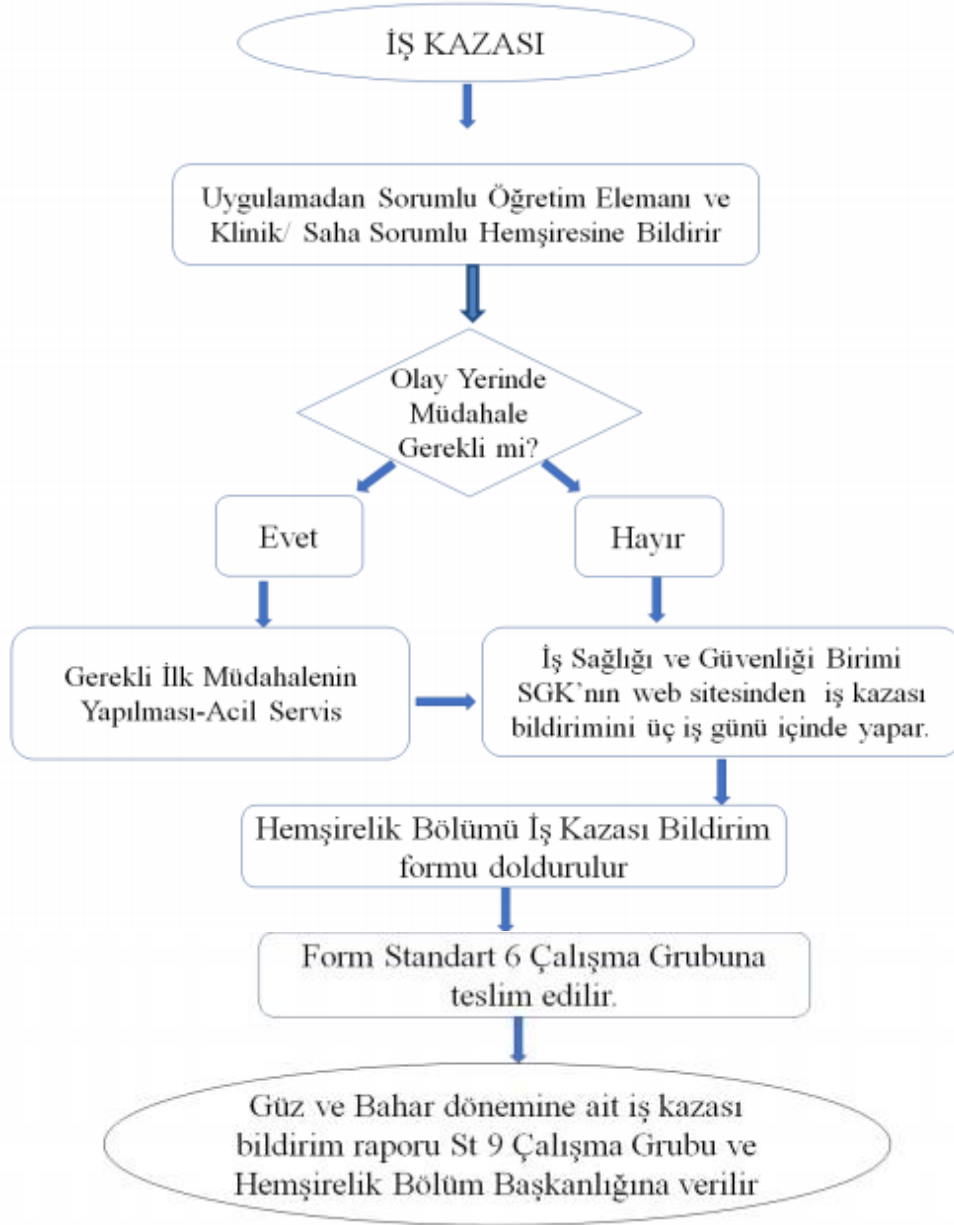 İŞ KAZASI
Uygulamadan Sorumlu Öğretim Elemanı ve
Klinik/ Saha Sorumlu Hemşiresine Bildirir
Olay Yerinde
Müdahale
Gerekli mi?
Evet
Hayır
Gerekli İlk Müdahalenin
Yapılması-Acil Servis
İş Sağlığı ve Güvenliği Birimi
SGK’nın web sitesinden iş kazası
bildirimini üç iş günü içinde yapar.
Hemşirelik Bölümü İş Kazası Bildirim
formu doldurulur
Form Standart 6 Çalışma Grubuna
teslim edilir.
Güz ve Bahar dönemine ait iş kazası
bildirim raporu St 9 Çalışma Grubu ve
Hemşirelik Bölüm Başkanlığına verilir